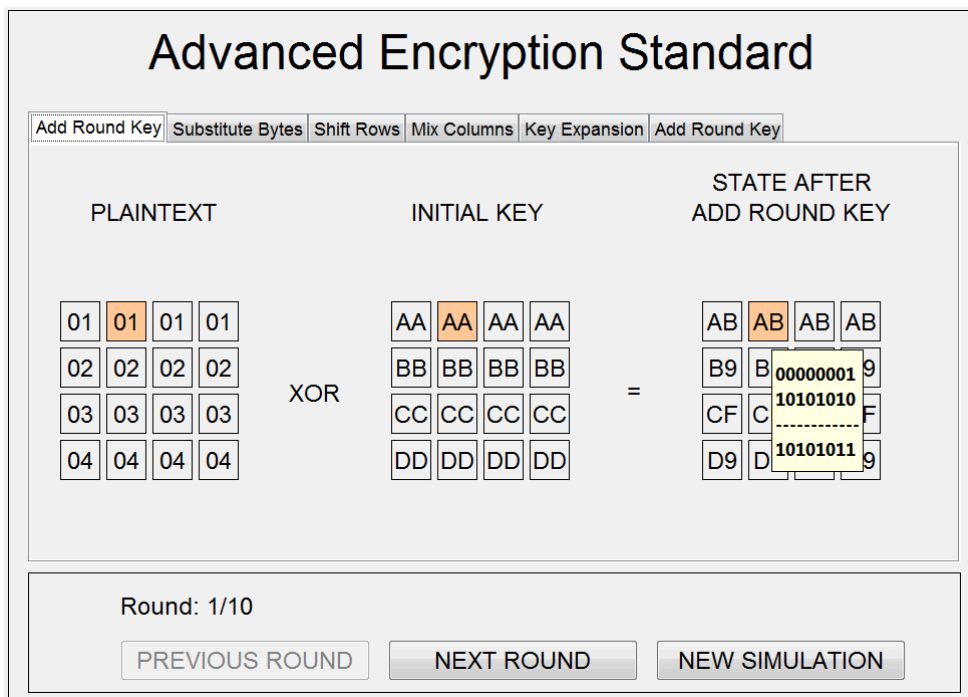 Advanced Encryption Standard
Add Round Key Substitute Bytes Shift Rows Mix Columns Key Expansion Add Round Key
PLAINTEXT INITIAL KEY STATE AFTER
ADD ROUND KEY
01 01 01 01 AA AA AA AA AB AB AB AB
02 02 02 02 BB BB BB BB B9 B 9
XOR =
03 03 03 03 CC CC CC CC CF C F
04 04 04 04 DD DD DD DD D9 D 9
00000001
10101010
------------
10101011
Round: 1/10
PREVIOUS ROUND NEXT ROUND NEW SIMULATION